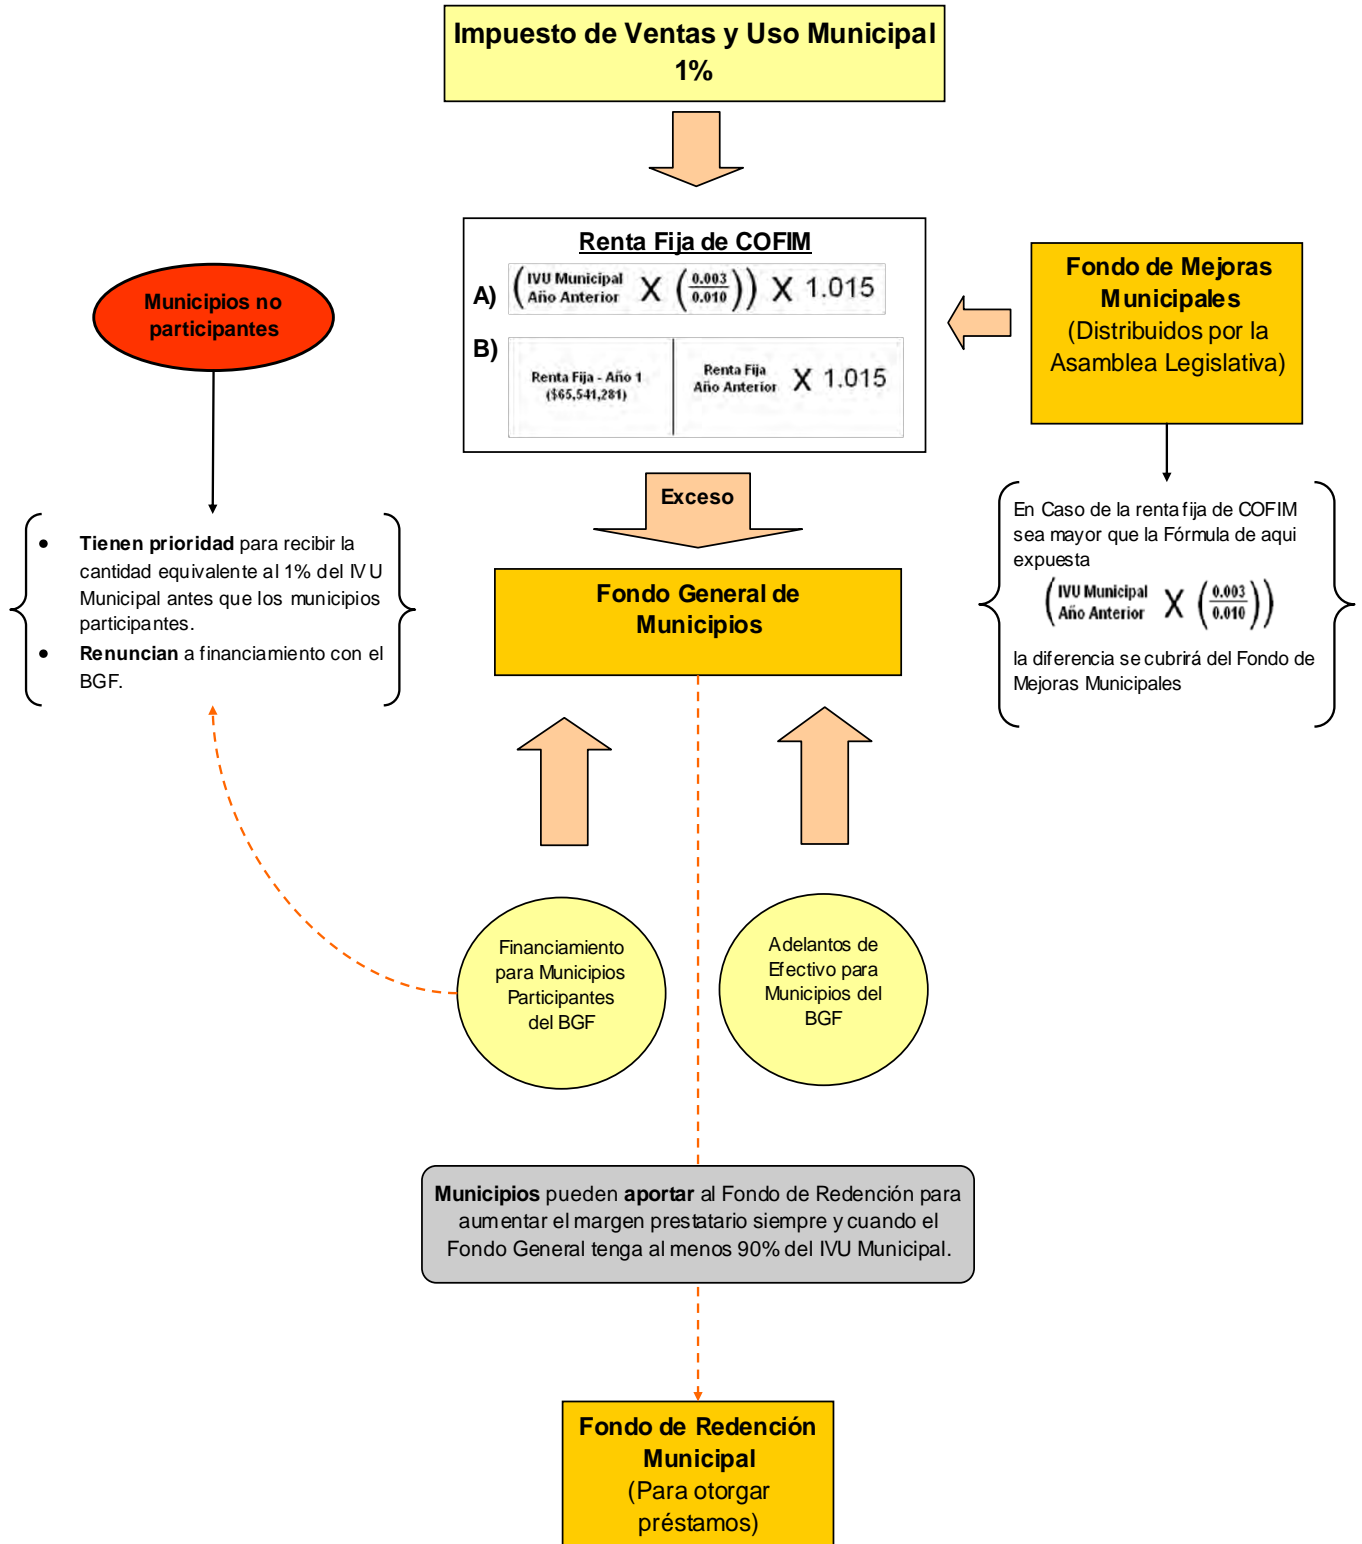 Impuesto de Ventas y Uso Municipal
1%
Renta Fija de COFIM
A) (IVU Municipal Año Anterior X (0.003/0.010)) X 1.015
B)
Renta Fija - Año 1
($65,541,281)
Renta Fija
Año Anterior X 1.015
Municipios no
participantes
Fondo de Mejoras
Municipales
(Distribuidos por la
Asamblea Legislativa)
Exceso
• Tienen prioridad para recibir la
cantidad equivalente al 1% del IVU
Municipal antes que los municipios
participantes.
• Renuncian a financiamiento con el
BGF.
Fondo General de
Municipios
En Caso de la renta fija de COFIM
sea mayor que la Fórmula de aqui
expuesta
(IVU Municipal Año Anterior X (0.003/0.010))
la diferencia se cubrirá del Fondo de
Mejoras Municipales
Financiamiento
para Municipios
Participantes
del BGF
Adelantos de
Efectivo para
Municipios del
BGF
Municipios pueden aportar al Fondo de Redención para
aumentar el margen prestatario siempre y cuando el
Fondo General tenga al menos 90% del IVU Municipal.
Fondo de Redención
Municipal
(Para otorgar
préstamos)